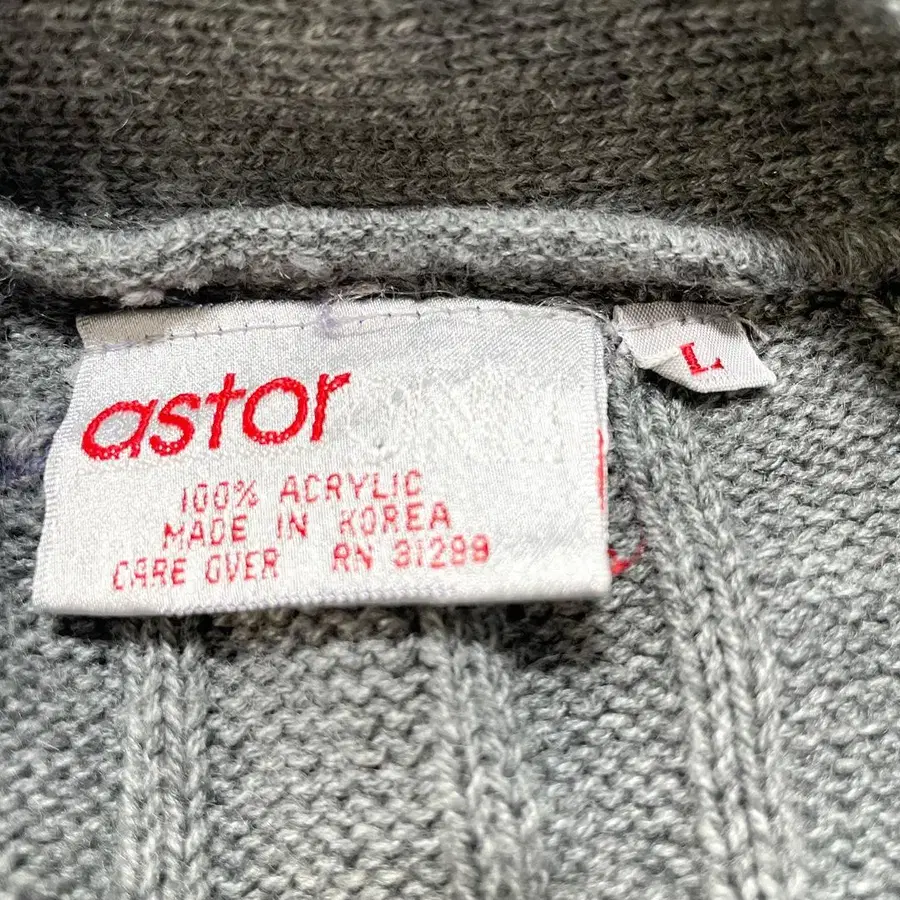 astor
L
100% ACRYLIC
MADE IN KOREA
CARE OVER RN 31299